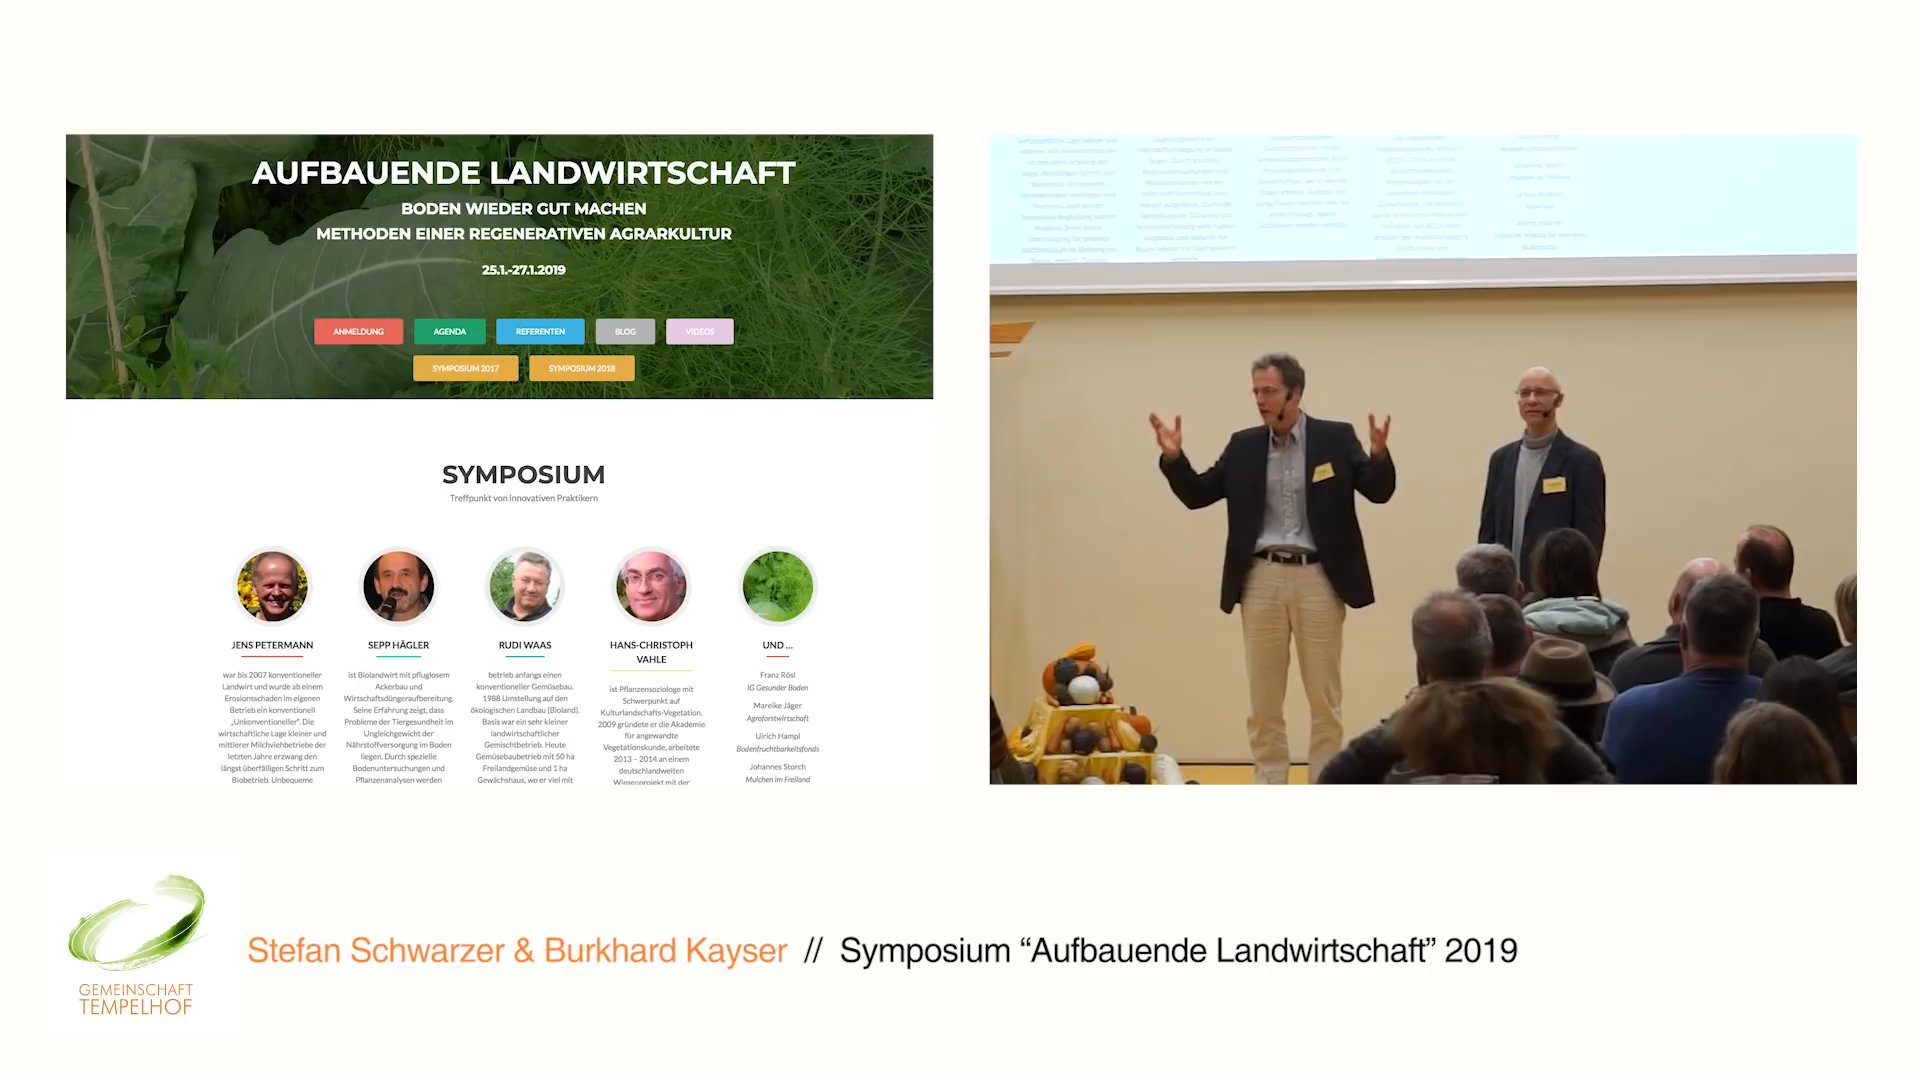 AUFBAUENDE LANDWIRTSCHAFT
BODEN WIEDER GUT MACHEN
METHODEN EINER REGENERATIVEN AGRARKULTUR
25.1.-27.1.2019
ANMELDUNG
AGENDA
REFERENTEN
BLOG
VIDEOS
SYMPOSIUM 2017
SYMPOSIUM 2018
SYMPOSIUM
Treffpunkt von innovativen Praktikern
JENS PETERMANN
war bis 2007 konventioneller
Landwirt und wurde ab einem
Erosionsschaden im eigenen
Betrieb ein konventionell
„Unkonventioneller“. Die
wirtschaftliche Lage kleiner und
mittlerer Milchviehbetriebe der
letzten Jahre erzwang den
längst überfälligen Schritt zum
Biobetrieb. Unbequeme
SEPP HÄGLER
ist Biolandwirt mit pfluglosem
Ackerbau und
Wirtschaftsdüngeraufbereitung.
Seine Erfahrung zeigt, dass
Probleme der Tiergesundheit im
Ungleichgewicht der
Nährstoffversorgung im Boden
liegen. Durch spezielle
Bodenuntersuchungen und
Pflanzenanalysen werden
RUDI WAAS
betrieb anfangs einen
konventioneller Gemüsebau.
1988 Umstellung auf den
ökologischen Landbau (Bioland).
Basis war ein sehr kleiner
landwirtschaftlicher
Gemischtbetrieb. Heute
Gemüsebaubetrieb mit 50 ha
Freilandgemüse und 1 ha
Gewächshaus, wo er viel mit
HANS-CHRISTOPH
VAHLE
ist Pflanzensoziologe mit
Schwerpunkt auf
Kulturlandschafts-Vegetation.
2009 gründete er die Akademie
für angewandte
Vegetationskunde, arbeitete
2013 – 2014 an einem
deutschlandweiten
Wiesenprojekt mit der
UND ...
Franz Rösl
IG Gesunder Boden
Mareike Jäger
Agroforstwirtschaft
Ulrich Hampl
Bodenfruchtbarkeitsfonds
Johannes Storch
Mulchen im Freiland
GEMEINSCHAFT
TEMPELHOF
Stefan Schwarzer & Burkhard Kayser // Symposium “Aufbauende Landwirtschaft” 2019